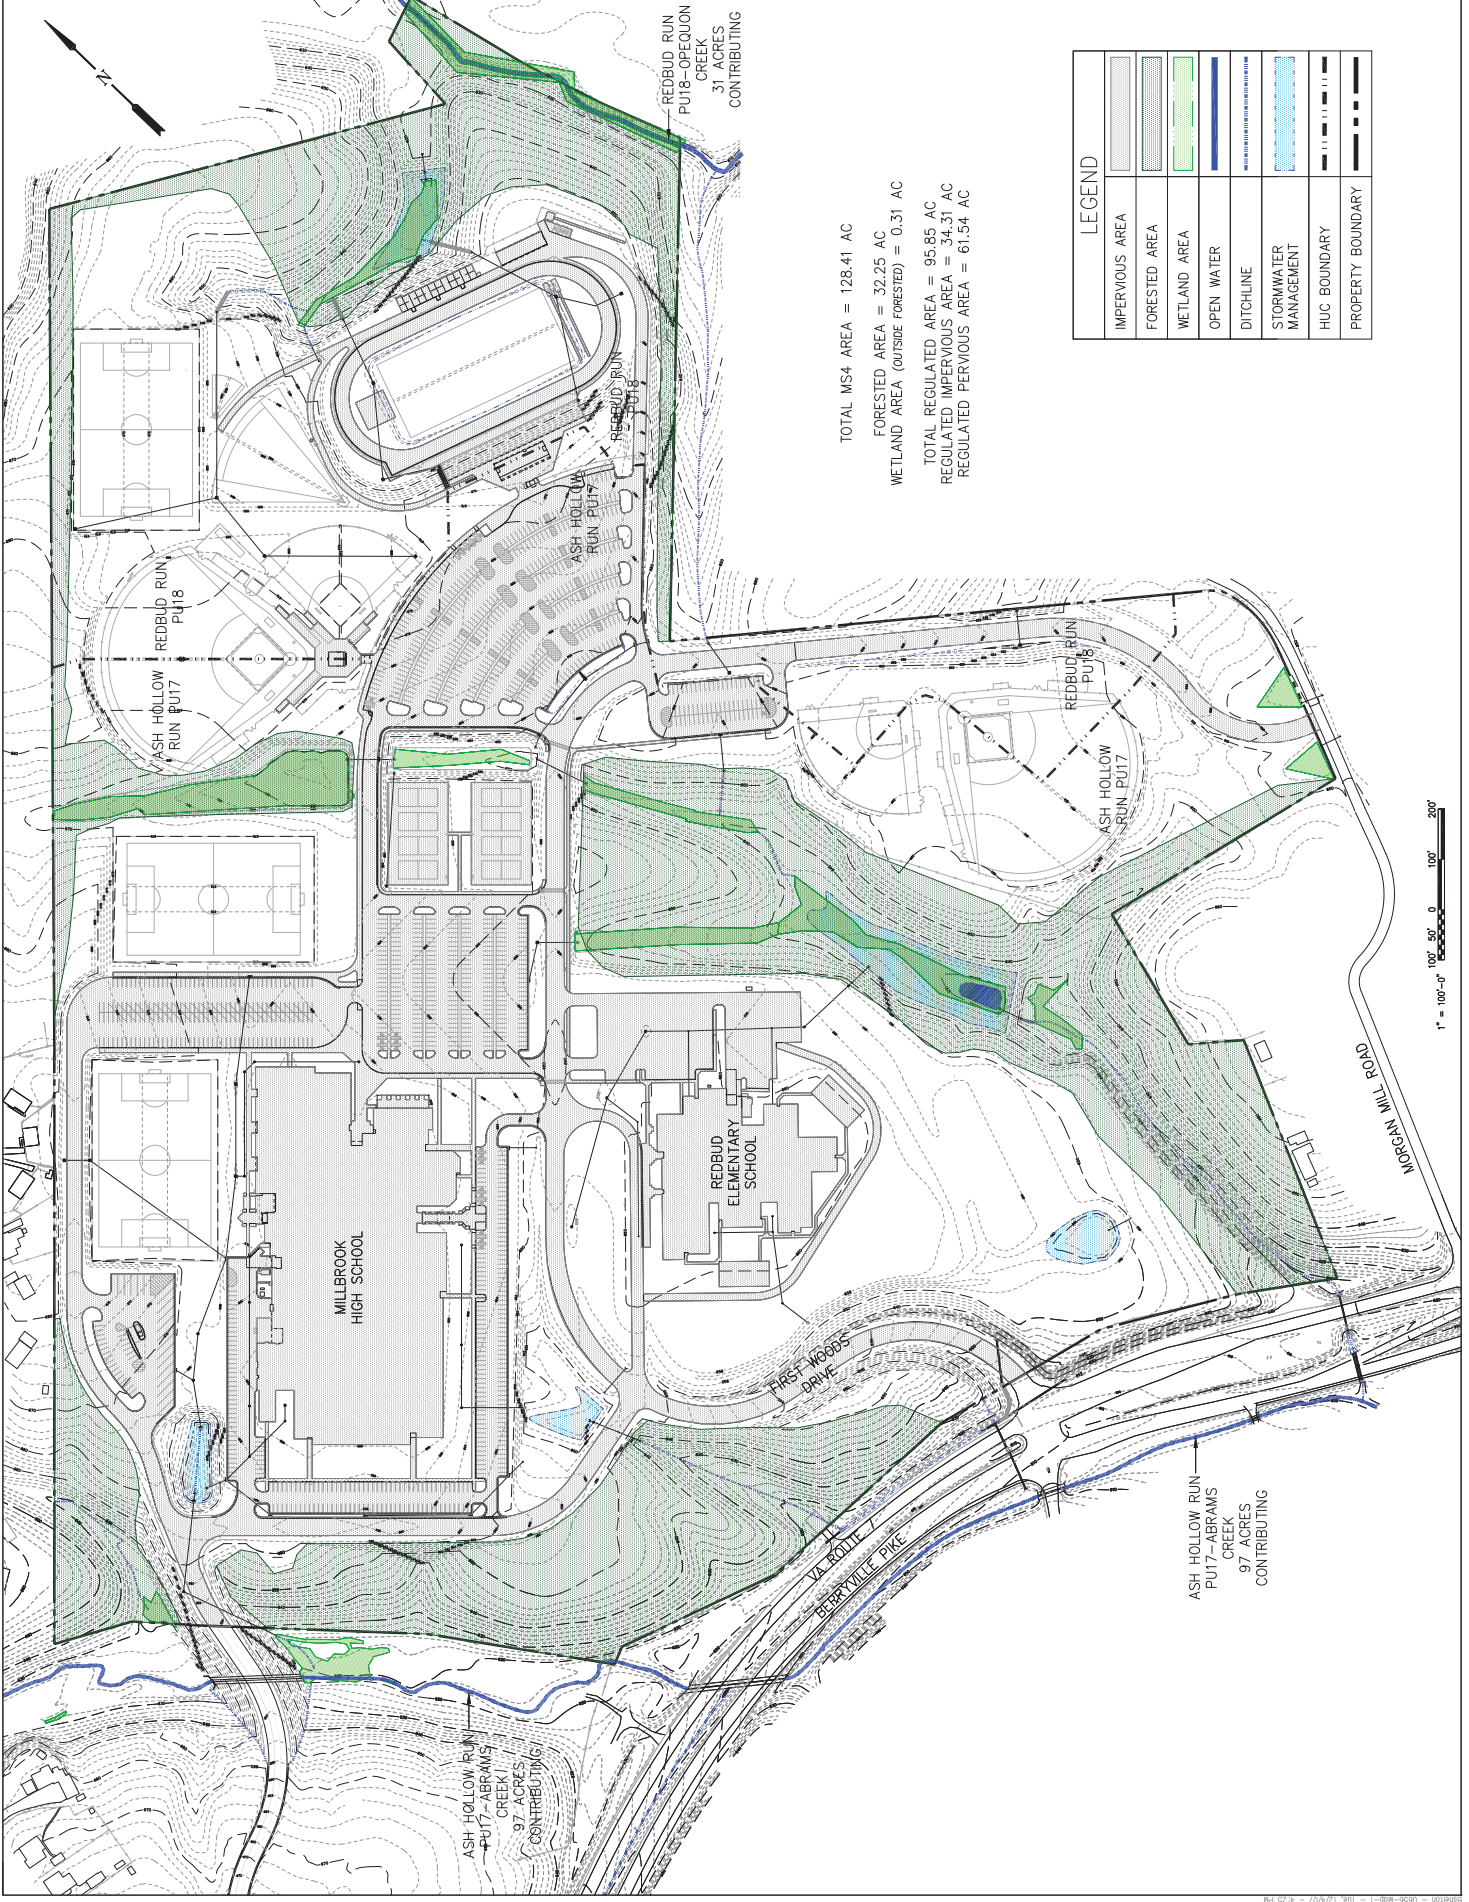 N
REDBUD RUN
PU18-OPEQUON
CREEK
31 ACRES
CONTRIBUTING
TOTAL MS4 AREA = 128.41 AC
FORESTED AREA = 32.25 AC
WETLAND AREA (OUTSIDE FORESTED) = 0.31 AC
TOTAL REGULATED AREA = 95.85 AC
REGULATED IMPERVIOUS AREA = 34.31 AC
REGULATED PERVIOUS AREA = 61.54 AC
LEGEND
IMPERVIOUS AREA
FORESTED AREA
WETLAND AREA
OPEN WATER
DITCHLINE
STORMWATER
MANAGEMENT
HUC BOUNDARY
PROPERTY BOUNDARY
REDBUD RUN
PU18
ASH HOLLOW
RUN PU17
REDBUD RUN
PU18
ASH HOLLOW
RUN PU17
REDBUD RUN
PU18
ASH HOLLOW
RUN PU17
MILLBROOK
HIGH SCHOOL
REDBUD
ELEMENTARY
SCHOOL
FIRST WOODS
DRIVE
VA ROUTE 7
BERRYVILLE PIKE
MORGAN MILL ROAD
ASH HOLLOW RUN
PU17-ABRAMS
CREEK
97 ACRES
CONTRIBUTING
ASH HOLLOW RUN
PU17-ABRAMS
CREEK
97 ACRES
CONTRIBUTING
100' 50' 0 100' 200'
1" = 100'-0"